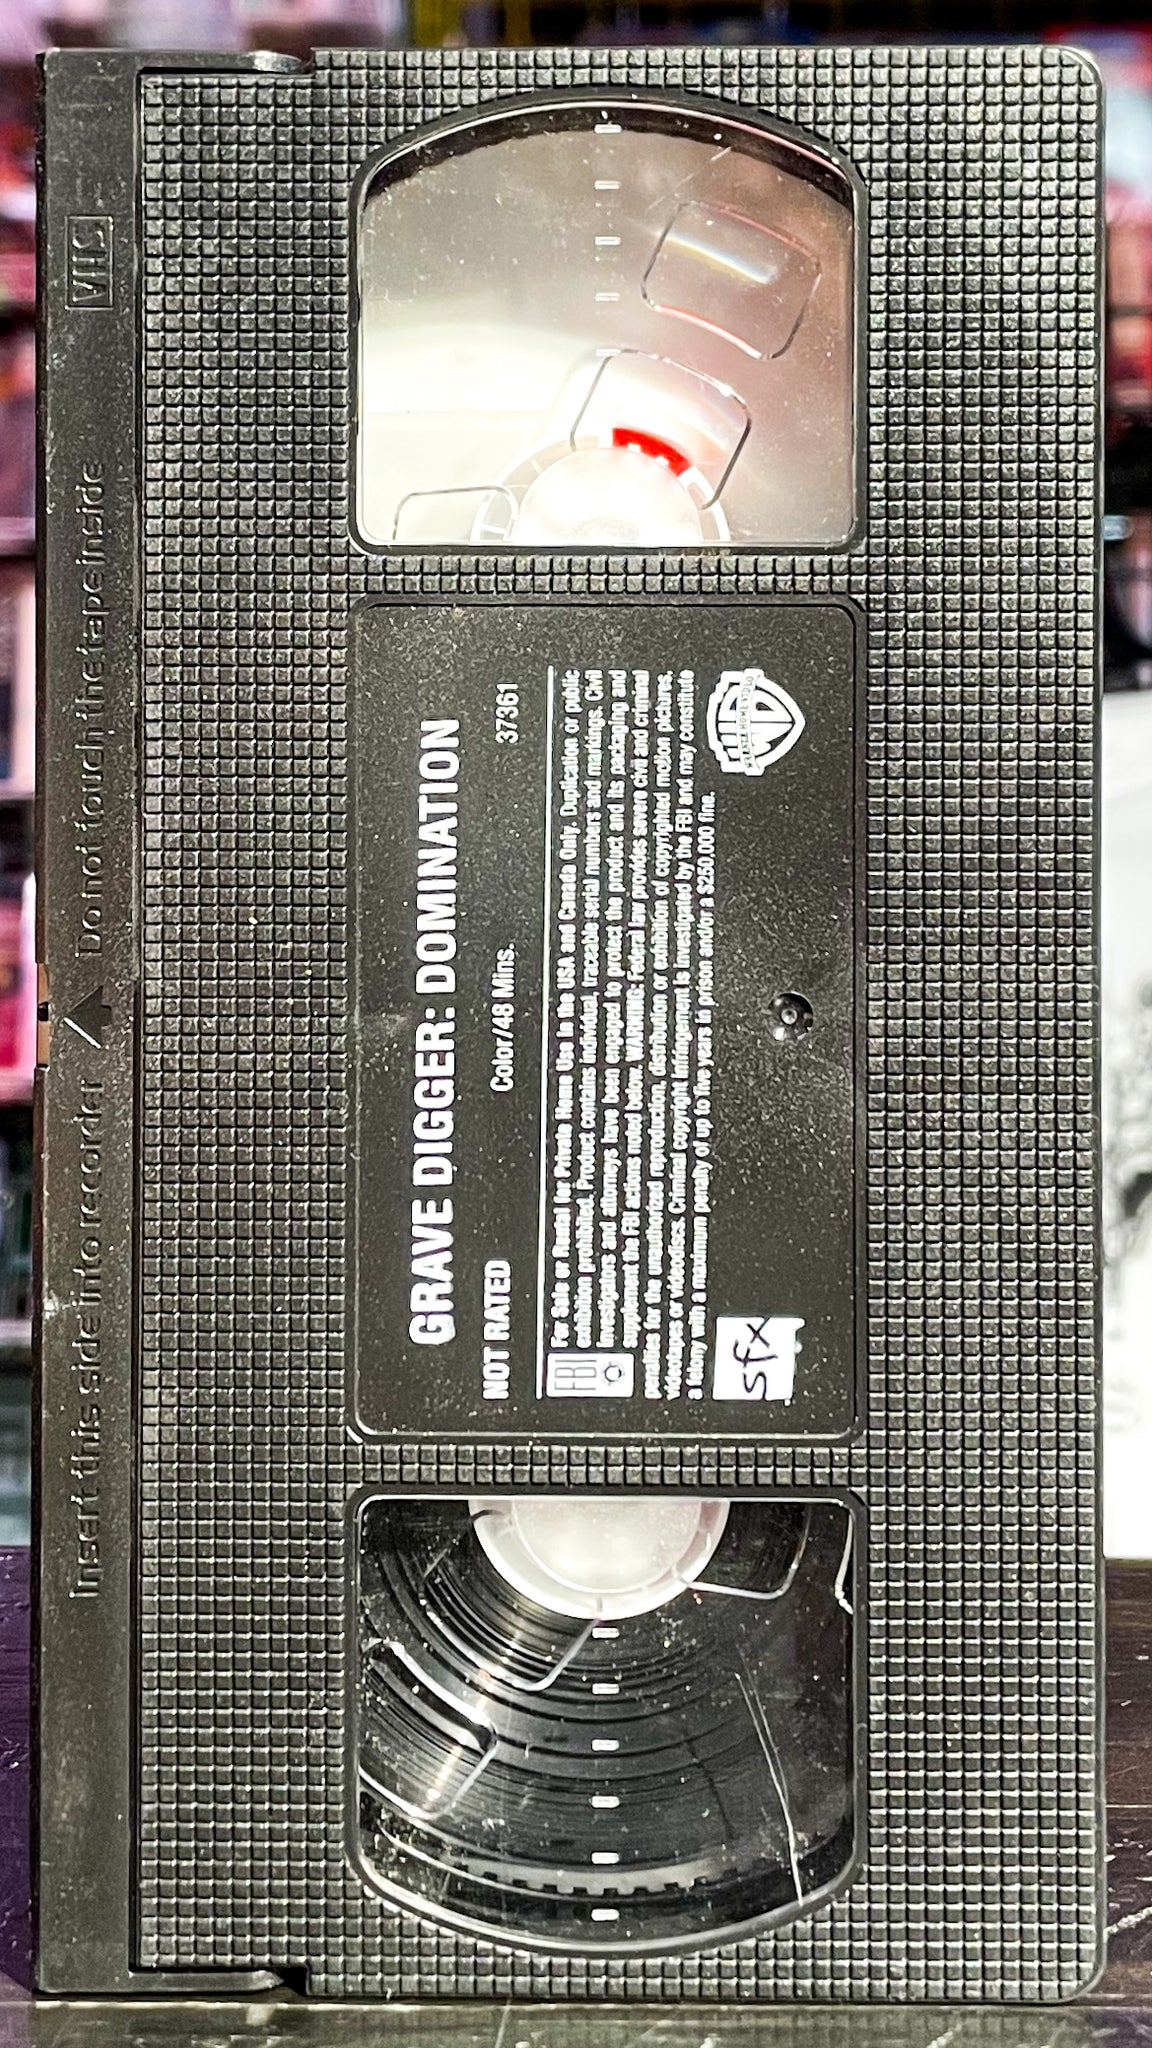 VHS
Insert this side into recorder
Do not touch the tape inside
GRAVE DIGGER: DOMINATION
NOT RATED
Color/48 Mins.
37361
For Sale or Rental for Private Home Use in the USA and Canada Only. Duplication or public
exhibition prohibited. Product contains individual, traceable serial numbers and markings. Civil
investigators and attorneys have been engaged to protect the product and its packaging and
supplement the FBI actions noted below. WARNING: Federal law provides severe civil and criminal
penalties for the unauthorized reproduction, distribution or exhibition of copyrighted motion pictures,
videotapes or videodiscs. Criminal copyright infringement is investigated by the FBI and may constitute
a felony with a maximum penalty of up to five years in prison and/or a $250,000 fine.
FBI
WB
sfx